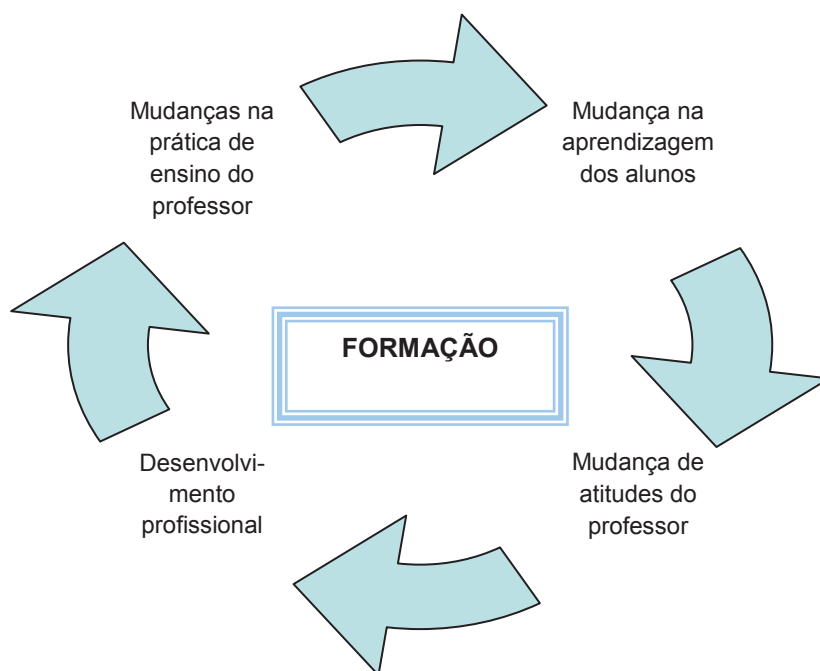 Mudanças na
prática de
ensino do
professor
Mudança na
aprendizagem
dos alunos
FORMAÇÃO
Desenvolvi-
mento
profissional
Mudança de
atitudes do
professor